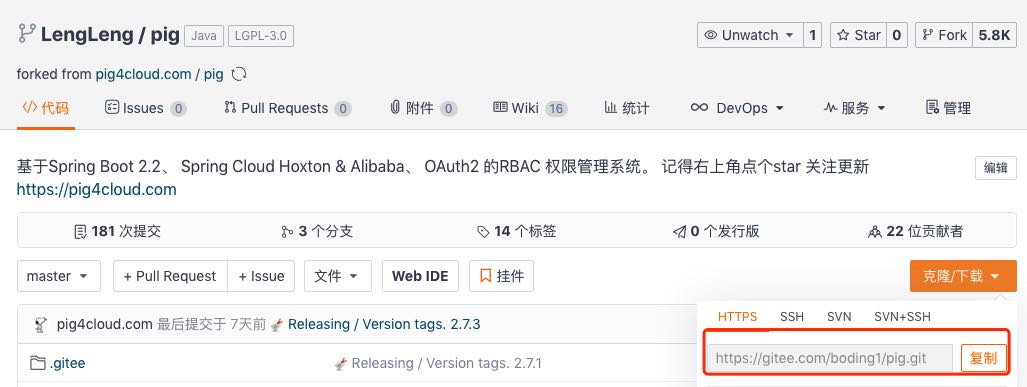 LengLeng / pig Java LGPL-3.0 Unwatch 1 Star 0 Fork 5.8K
forked from pig4cloud.com / pig
代码 Issues 0 Pull Requests 0 附件 0 Wiki 16 统计 DevOps 服务 管理
基于Spring Boot 2.2、 Spring Cloud Hoxton & Alibaba、 OAuth2 的RBAC 权限管理系统。 记得右上角点个star 关注更新 编辑
https://pig4cloud.com
181 次提交 3 个分支 14 个标签 0 个发行版 22 位贡献者
master + Pull Request + Issue 文件 Web IDE 挂件 克隆/下载
HTTPS SSH SVN SVN+SSH
pig4cloud.com 最后提交于 7天前 Releasing / Version tags. 2.7.3
https://gitee.com/boding1/pig.git 复制
.gitee Releasing / Version tags. 2.7.1